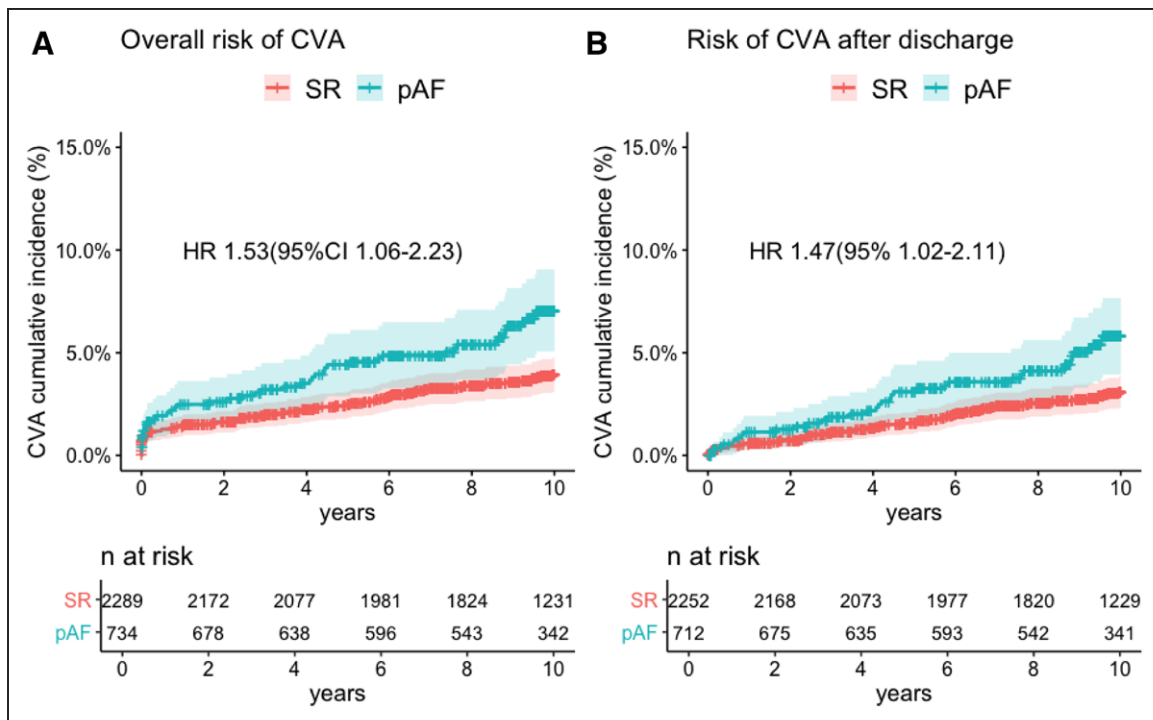 A Overall risk of CVA
SR pAF
CVA cumulative incidence (%)
15.0%
10.0%
5.0%
0.0%
HR 1.53(95%CI 1.06-2.23)
0 2 4 6 8 10
years
n at risk
SR 2289 2172 2077 1981 1824 1231
pAF 734 678 638 596 543 342
0 2 4 6 8 10
years
B Risk of CVA after discharge
SR pAF
CVA cumulative incidence (%)
15.0%
10.0%
5.0%
0.0%
HR 1.47(95% 1.02-2.11)
0 2 4 6 8 10
years
n at risk
SR 2252 2168 2073 1977 1820 1229
pAF 712 675 635 593 542 341
0 2 4 6 8 10
years